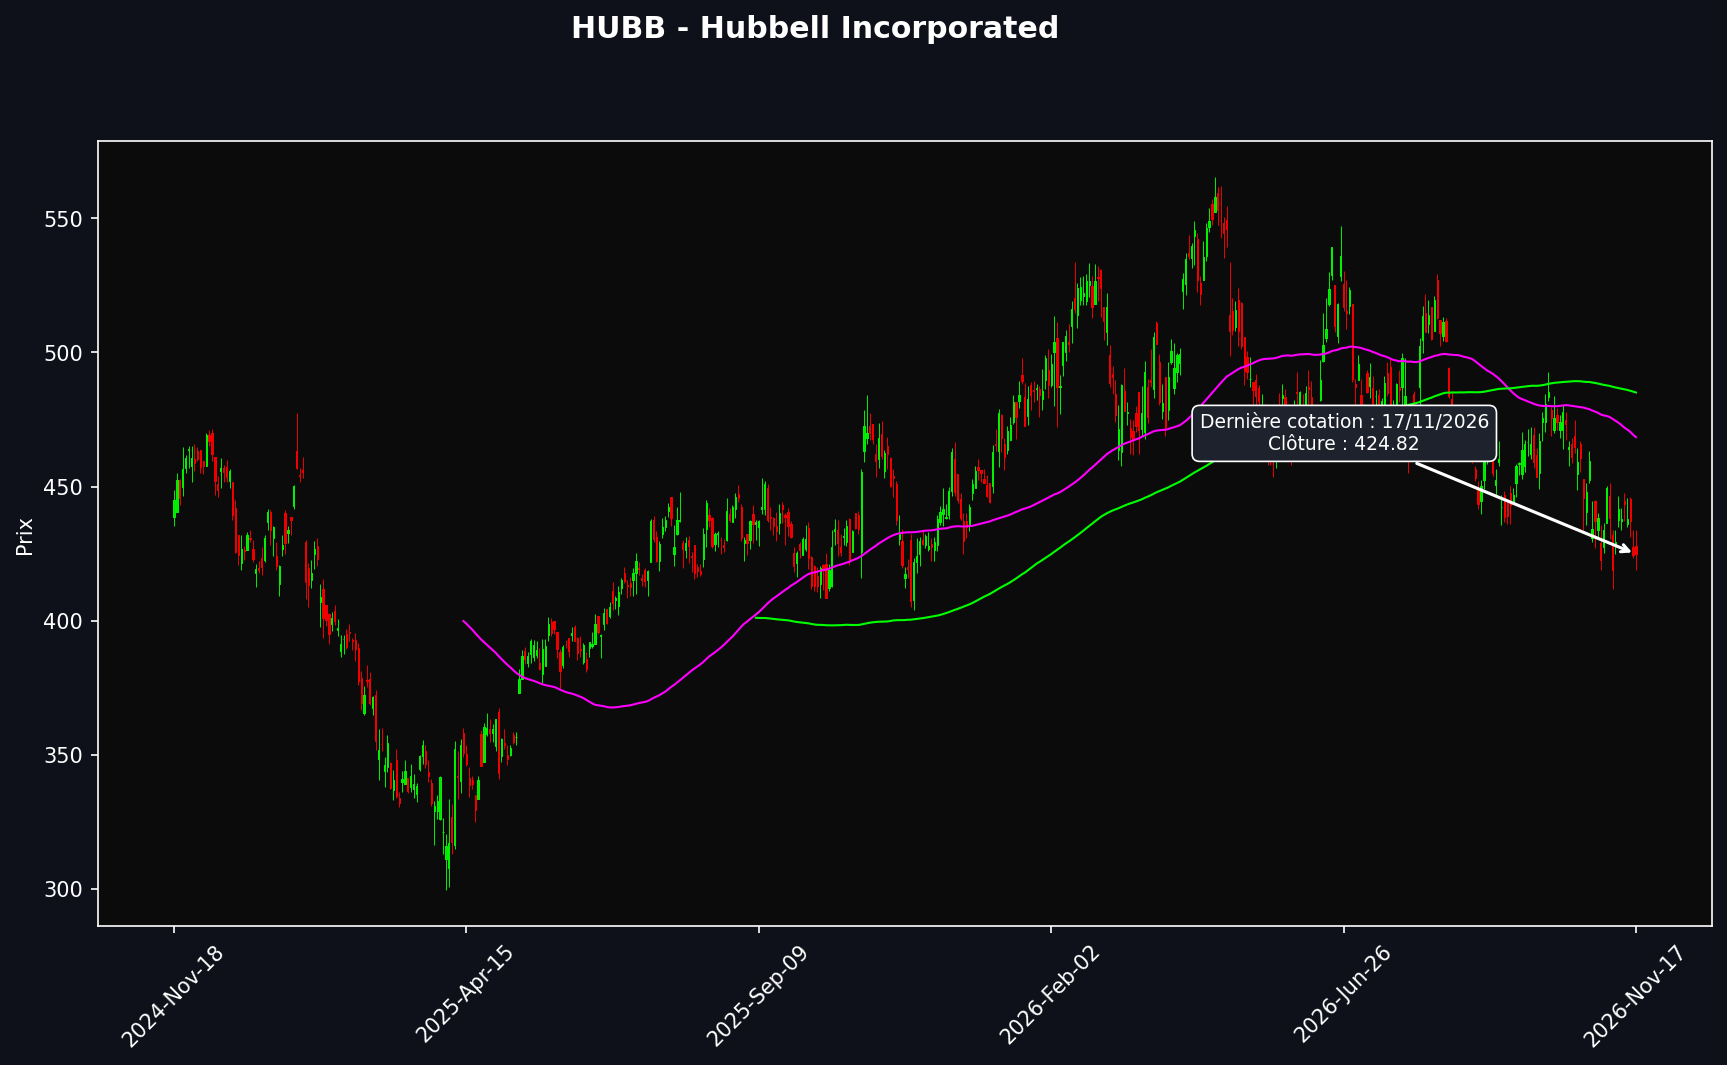 HUBB - Hubbell Incorporated
550
500
450
400
350
300
Prix
Dernière cotation : 17/11/2026
Clôture : 424.82
2024-Nov-18
2025-Apr-15
2025-Sep-09
2026-Feb-02
2026-Jun-26
2026-Nov-17